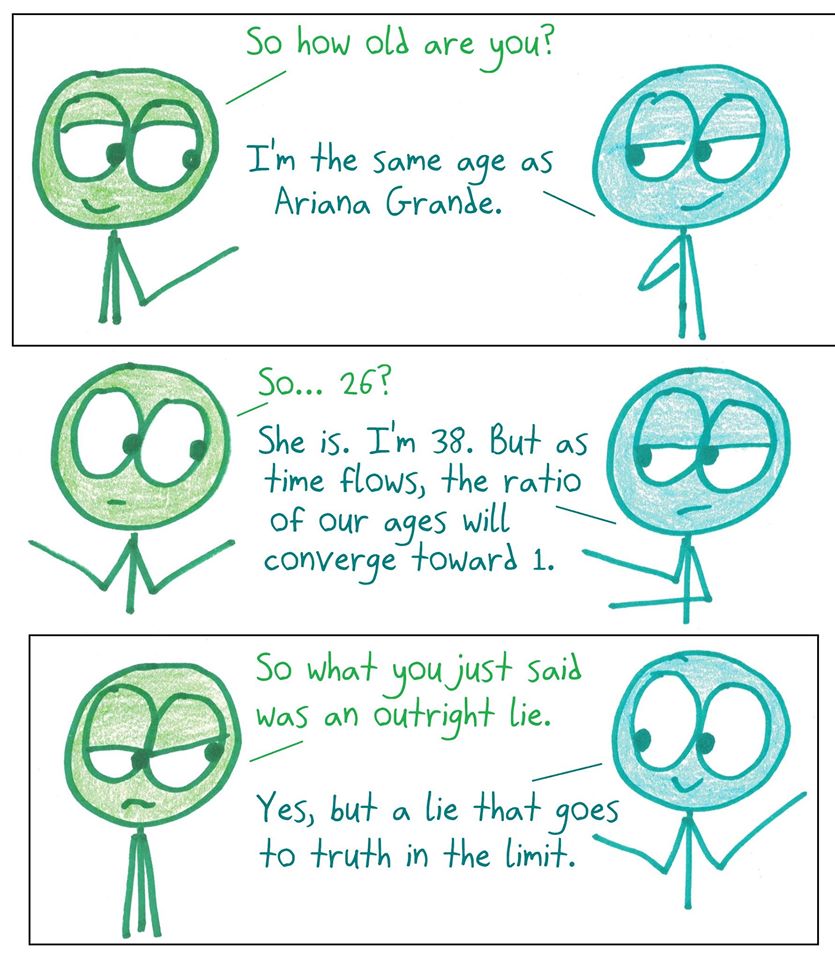 So how old are you?
I'm the same age as
Ariana Grande.
So... 26?
She is. I'm 38. But as
time flows, the ratio
of our ages will
converge toward 1.
So what you just said
was an outright lie.
Yes, but a lie that goes
to truth in the limit.